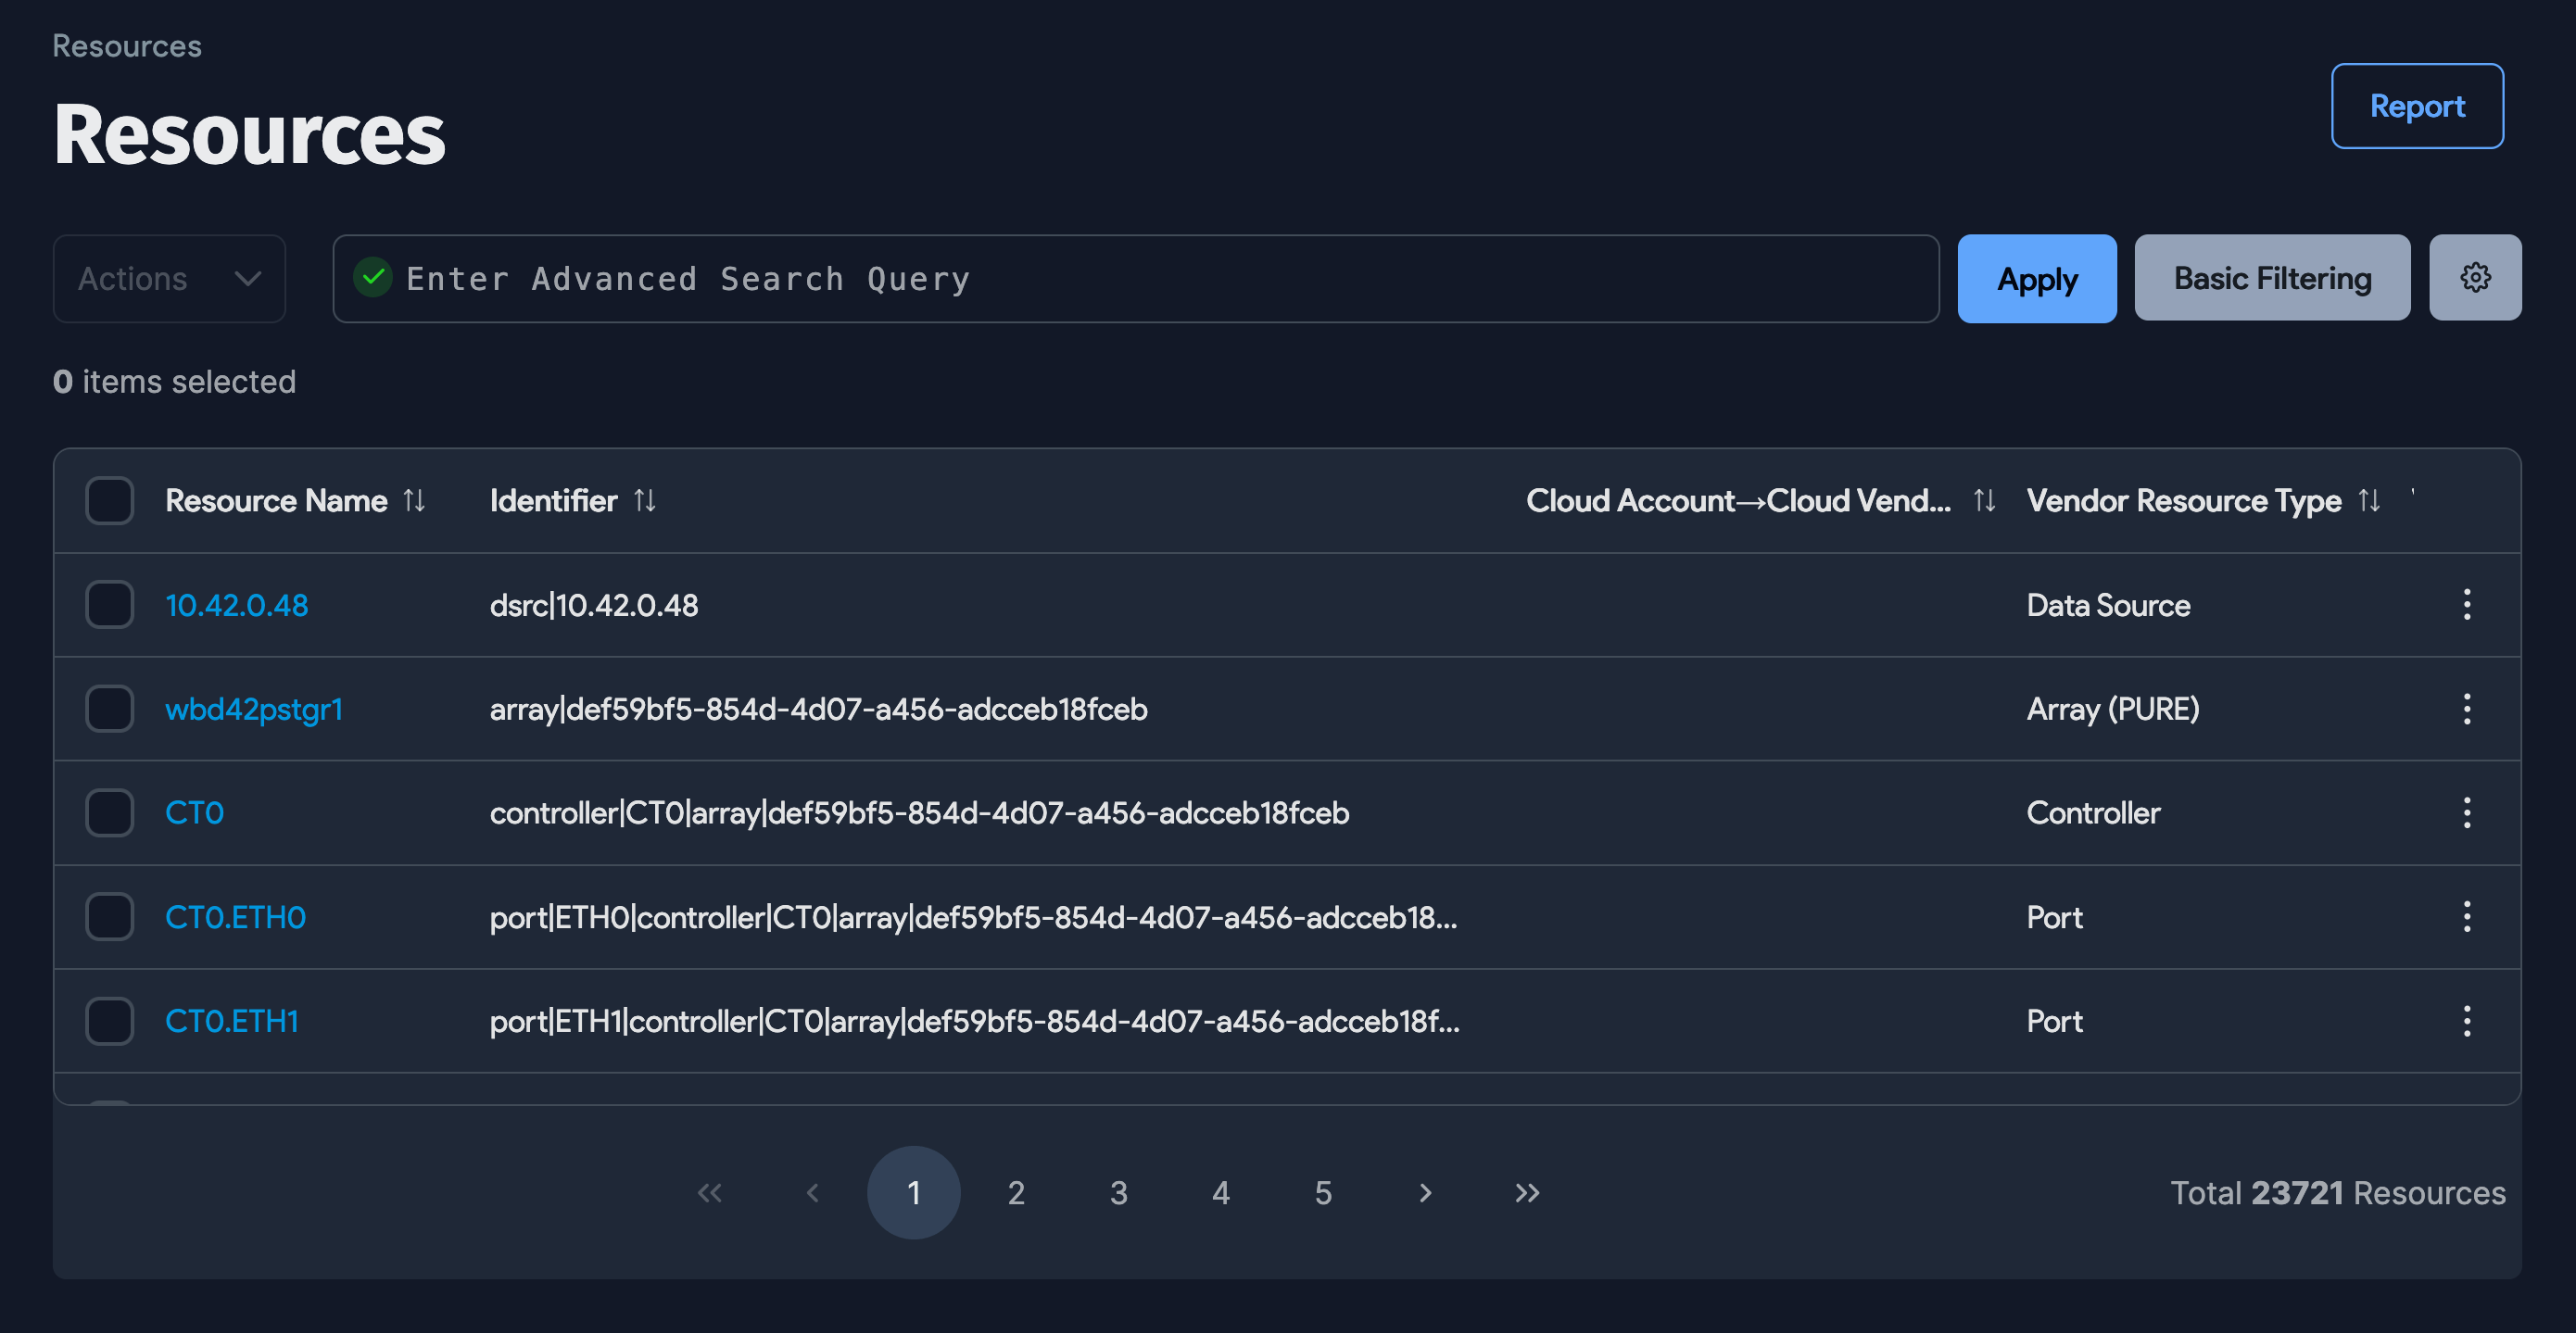 Resources
Resources
Report
Actions
Enter Advanced Search Query
Apply
Basic Filtering
0 items selected
Resource Name Identifier Cloud Account→Cloud Vend... Vendor Resource Type
10.42.0.48 dsrc|10.42.0.48 Data Source
wbd42pstgr1 array|def59bf5-854d-4d07-a456-adcceb18fceb Array (PURE)
CT0 controller|CT0|array|def59bf5-854d-4d07-a456-adcceb18fceb Controller
CT0.ETH0 port|ETH0|controller|CT0|array|def59bf5-854d-4d07-a456-adcceb18... Port
CT0.ETH1 port|ETH1|controller|CT0|array|def59bf5-854d-4d07-a456-adcceb18f... Port
1 2 3 4 5
Total 23721 Resources